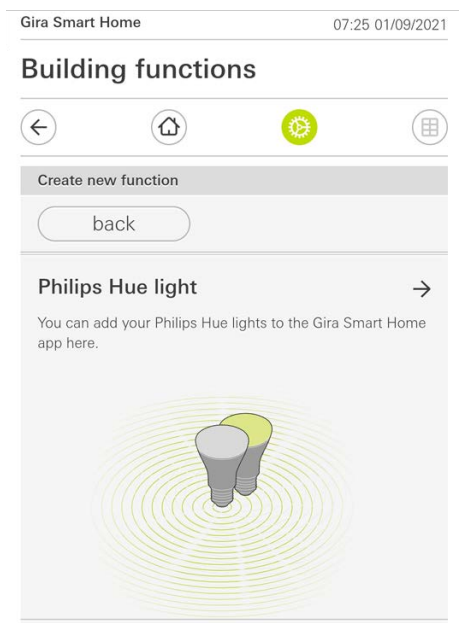 Gira Smart Home 07:25 01/09/2021
Building functions
Create new function
back
Philips Hue light
You can add your Philips Hue lights to the Gira Smart Home
app here.